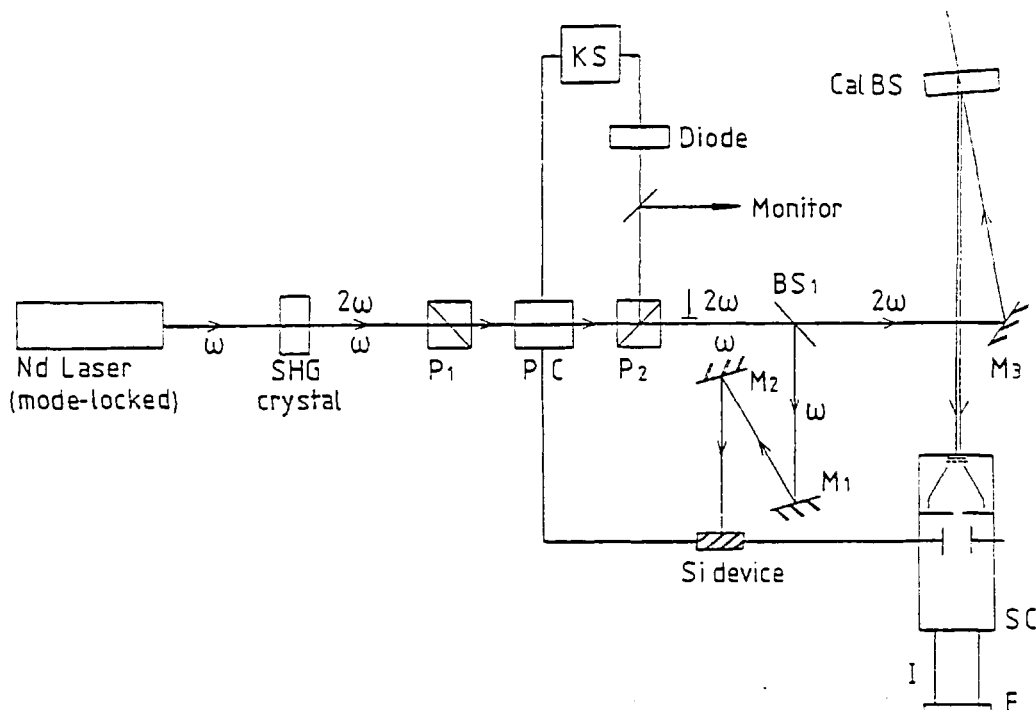 KS
Cal BS
Diode
Monitor
BS1
2ω
2ω
2ω
ω
ω
ω
Nd Laser
(mode-locked)
SHG
crystal
P1
PC
P2
M2
M3
ω
M1
Si device
SC
I
F